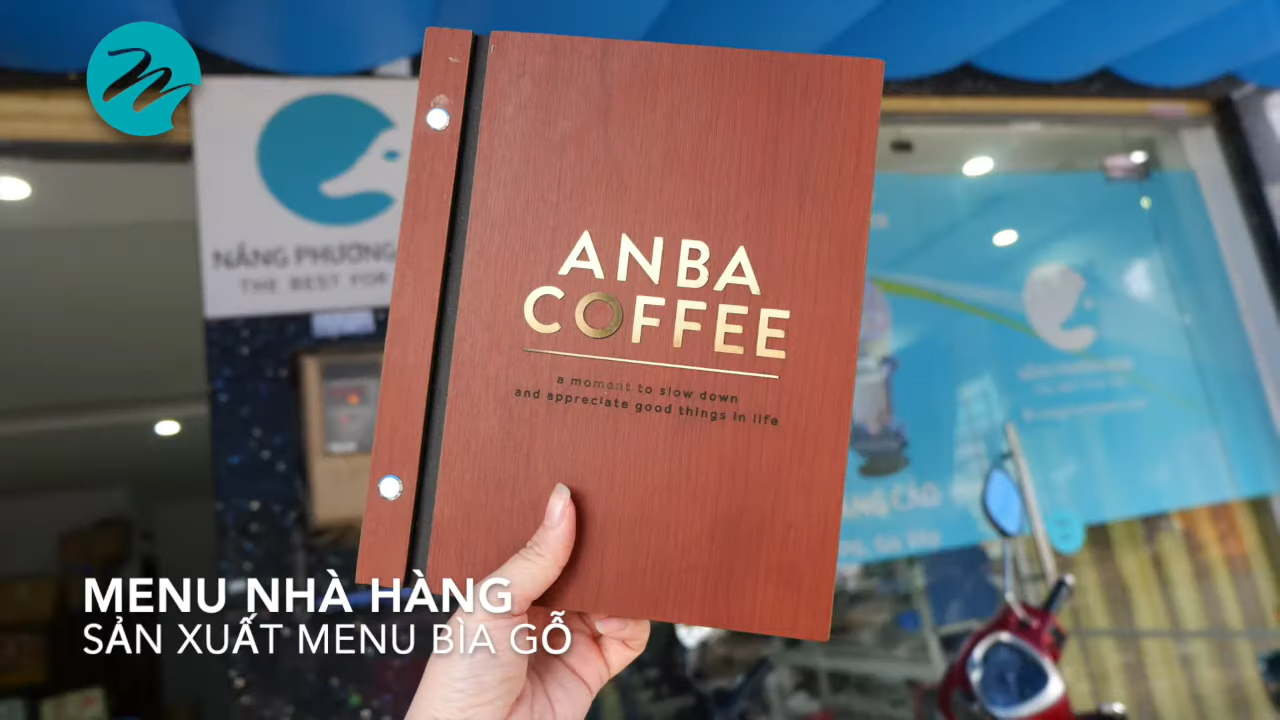 NẮNG PHƯƠNG
THE BEST FOR
ANBA
COFFEE
a moment to slow down
and appreciate good things in life
MENU NHÀ HÀNG
SẢN XUẤT MENU BÌA GỖ